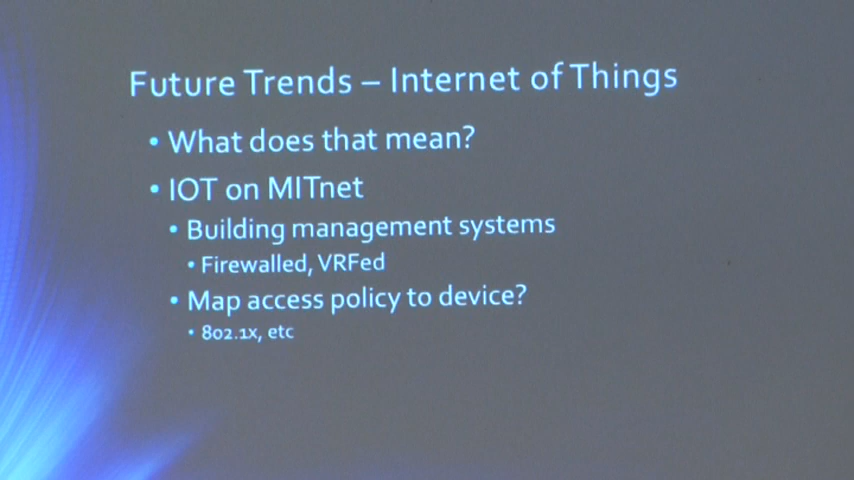 Future Trends – Internet of Things
• What does that mean?
• IOT on MITnet
• Building management systems
• Firewalled, VRFed
• Map access policy to device?
• 802.1x, etc